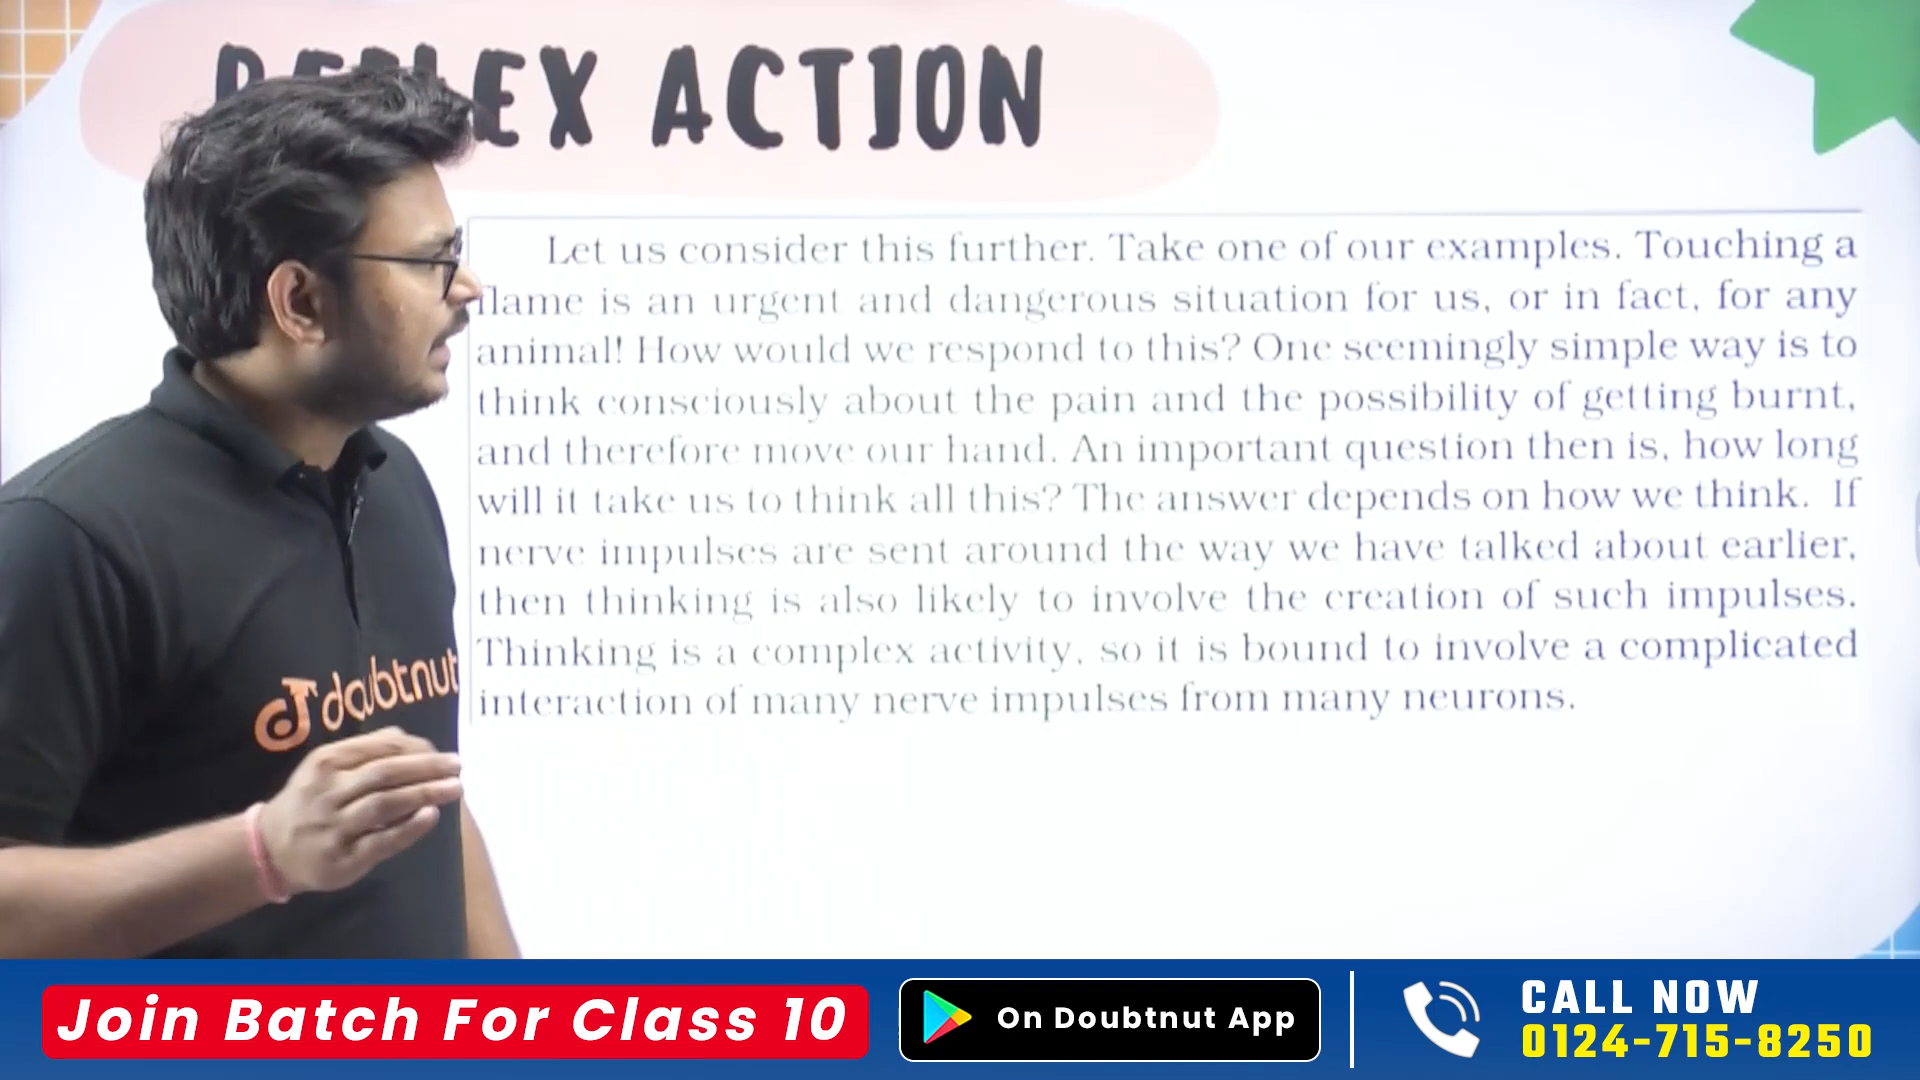 REFLEX ACTION
Let us consider this further. Take one of our examples. Touching a
flame is an urgent and dangerous situation for us, or in fact, for any
animal! How would we respond to this? One seemingly simple way is to
think consciously about the pain and the possibility of getting burnt,
and therefore move our hand. An important question then is, how long
will it take us to think all this? The answer depends on how we think. If
nerve impulses are sent around the way we have talked about earlier,
then thinking is also likely to involve the creation of such impulses.
Thinking is a complex activity, so it is bound to involve a complicated
interaction of many nerve impulses from many neurons.
doubtnut
Join Batch For Class 10
On Doubtnut App
CALL NOW
0124-715-8250